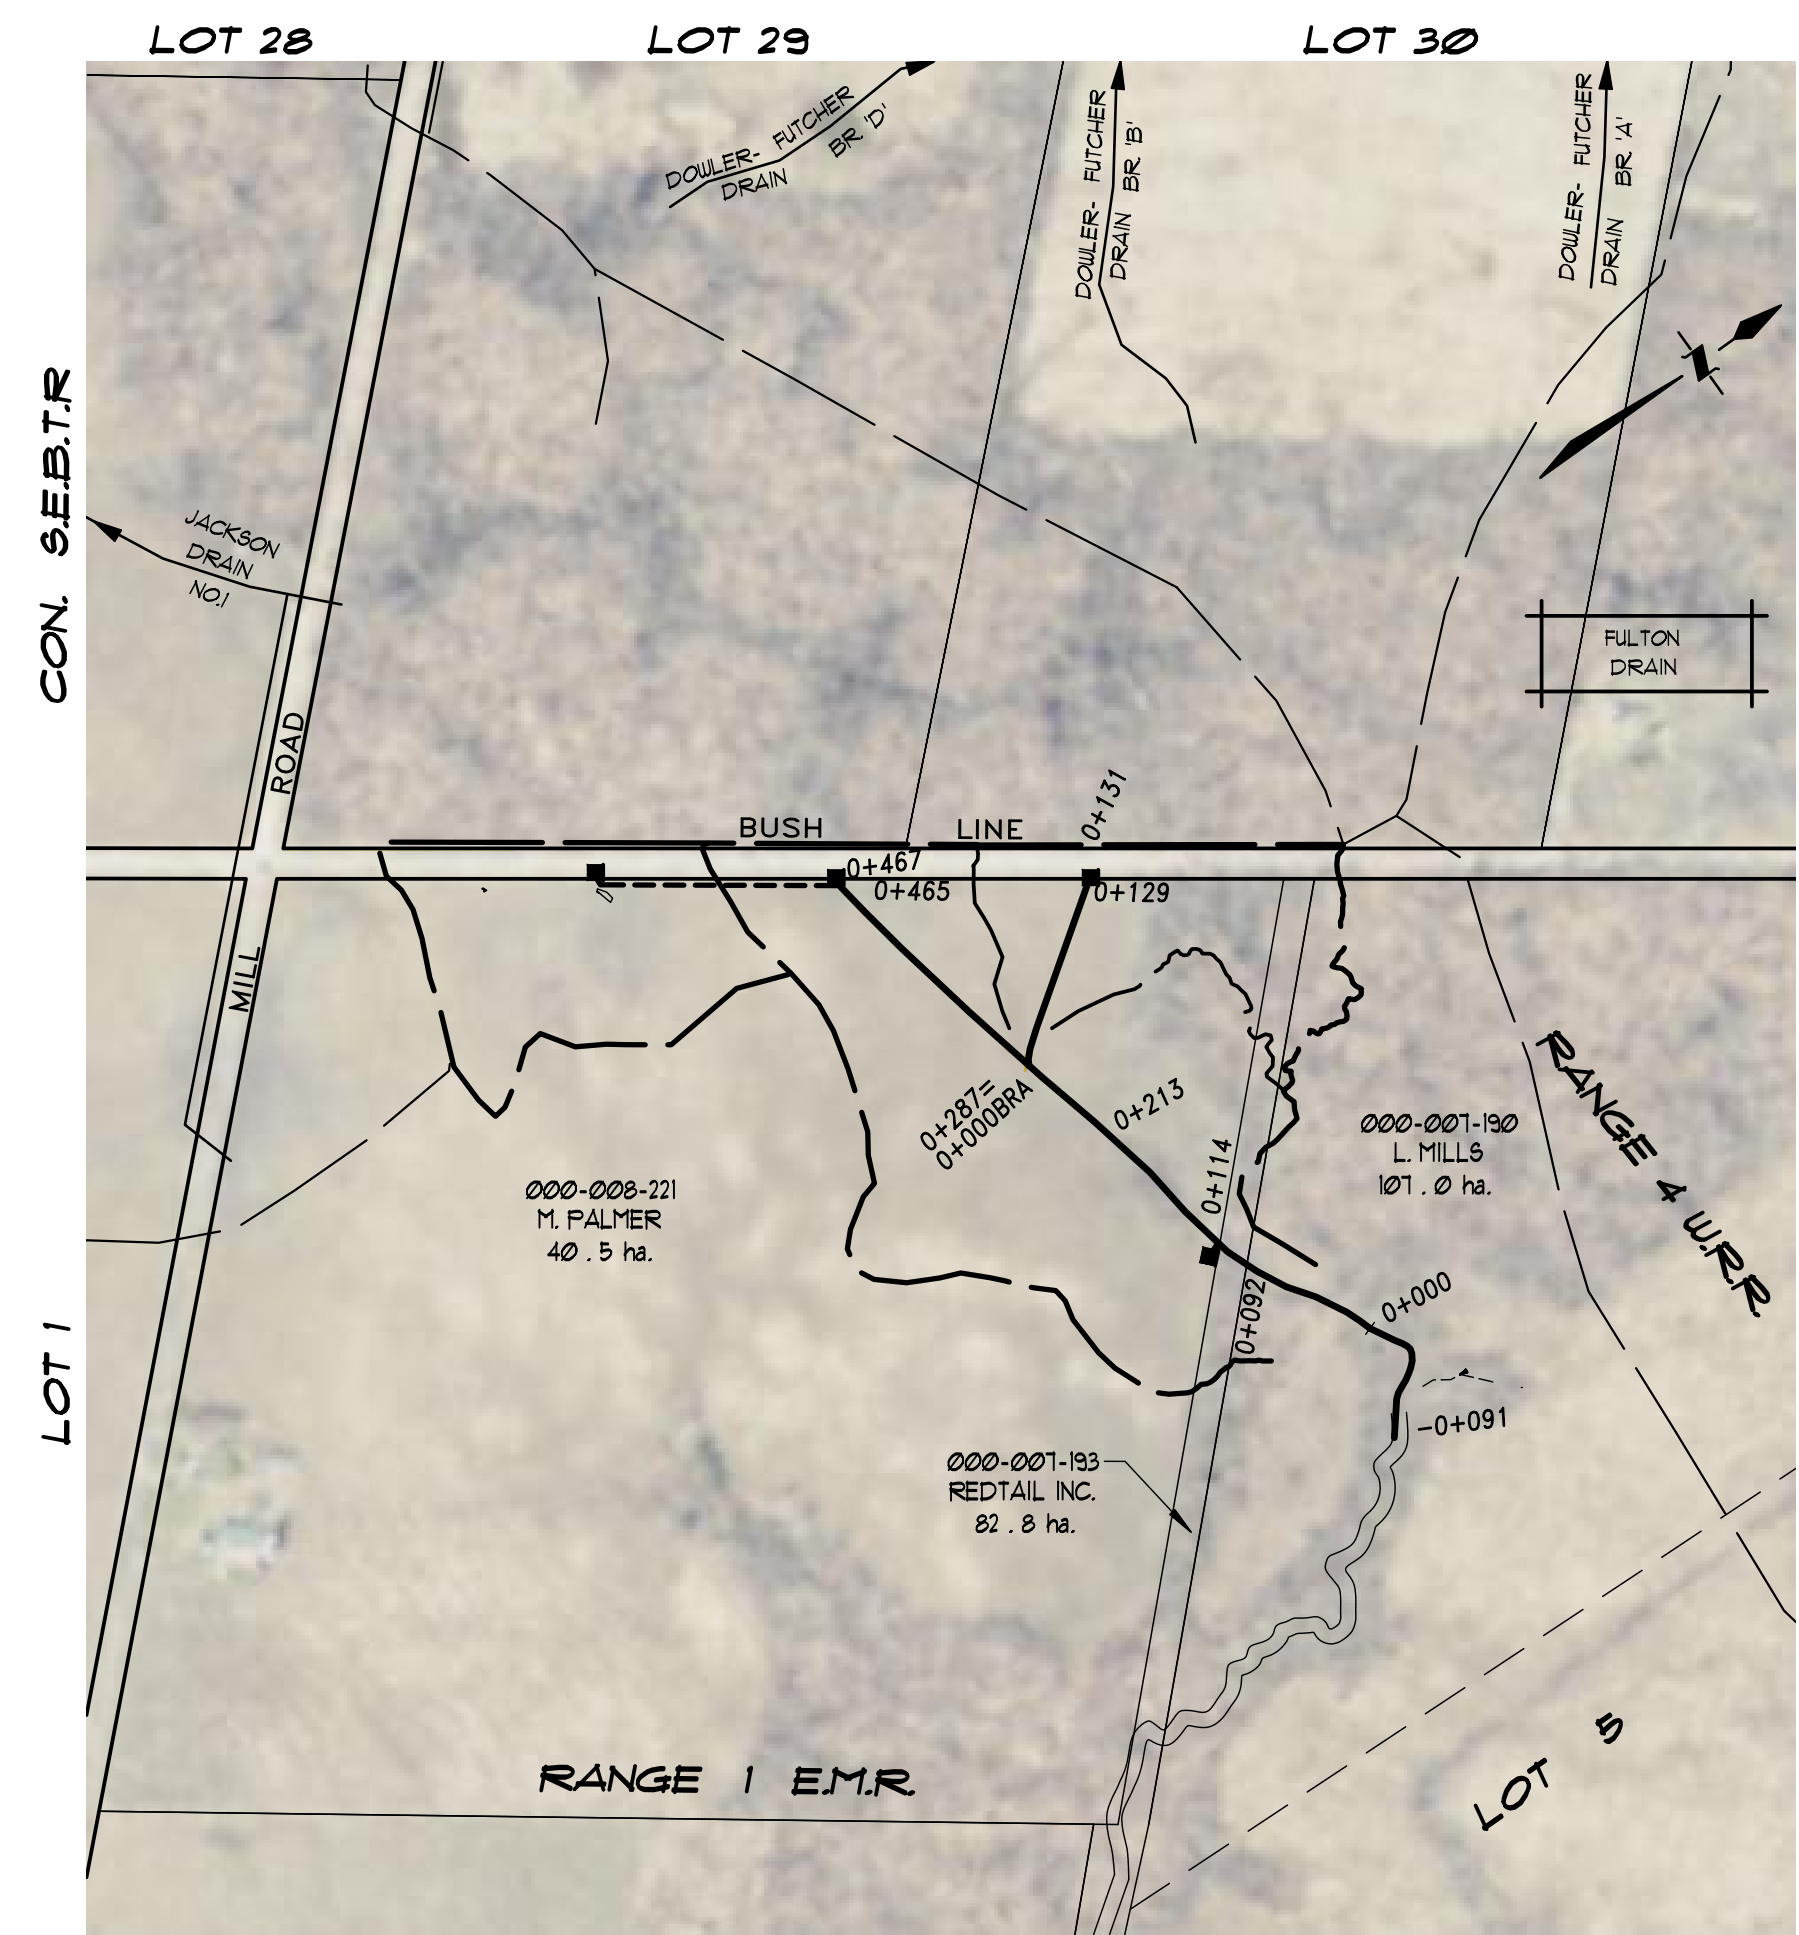 LOT 28
LOT 29
LOT 30
CON. S.E.B.T.R
LOT 1
DOWLER- FUTCHER
DRAIN BR. 'D'
DOWLER- FUTCHER
DRAIN BR. 'B'
DOWLER- FUTCHER
DRAIN BR. 'A'
JACKSON
DRAIN
NO.1
FULTON
DRAIN
MILL ROAD
BUSH LINE
0+131
0+467
0+465
0+129
0+287=
0+000BRA
0+213
0+114
0+092
0+000
-0+091
000-007-190
L. MILLS
107 . 0 ha.
RANGE 4 W.R.R.
000-008-221
M. PALMER
40 . 5 ha.
000-007-193
REDTAIL INC.
82 . 8 ha.
LOT 5
RANGE 1 E.M.R.